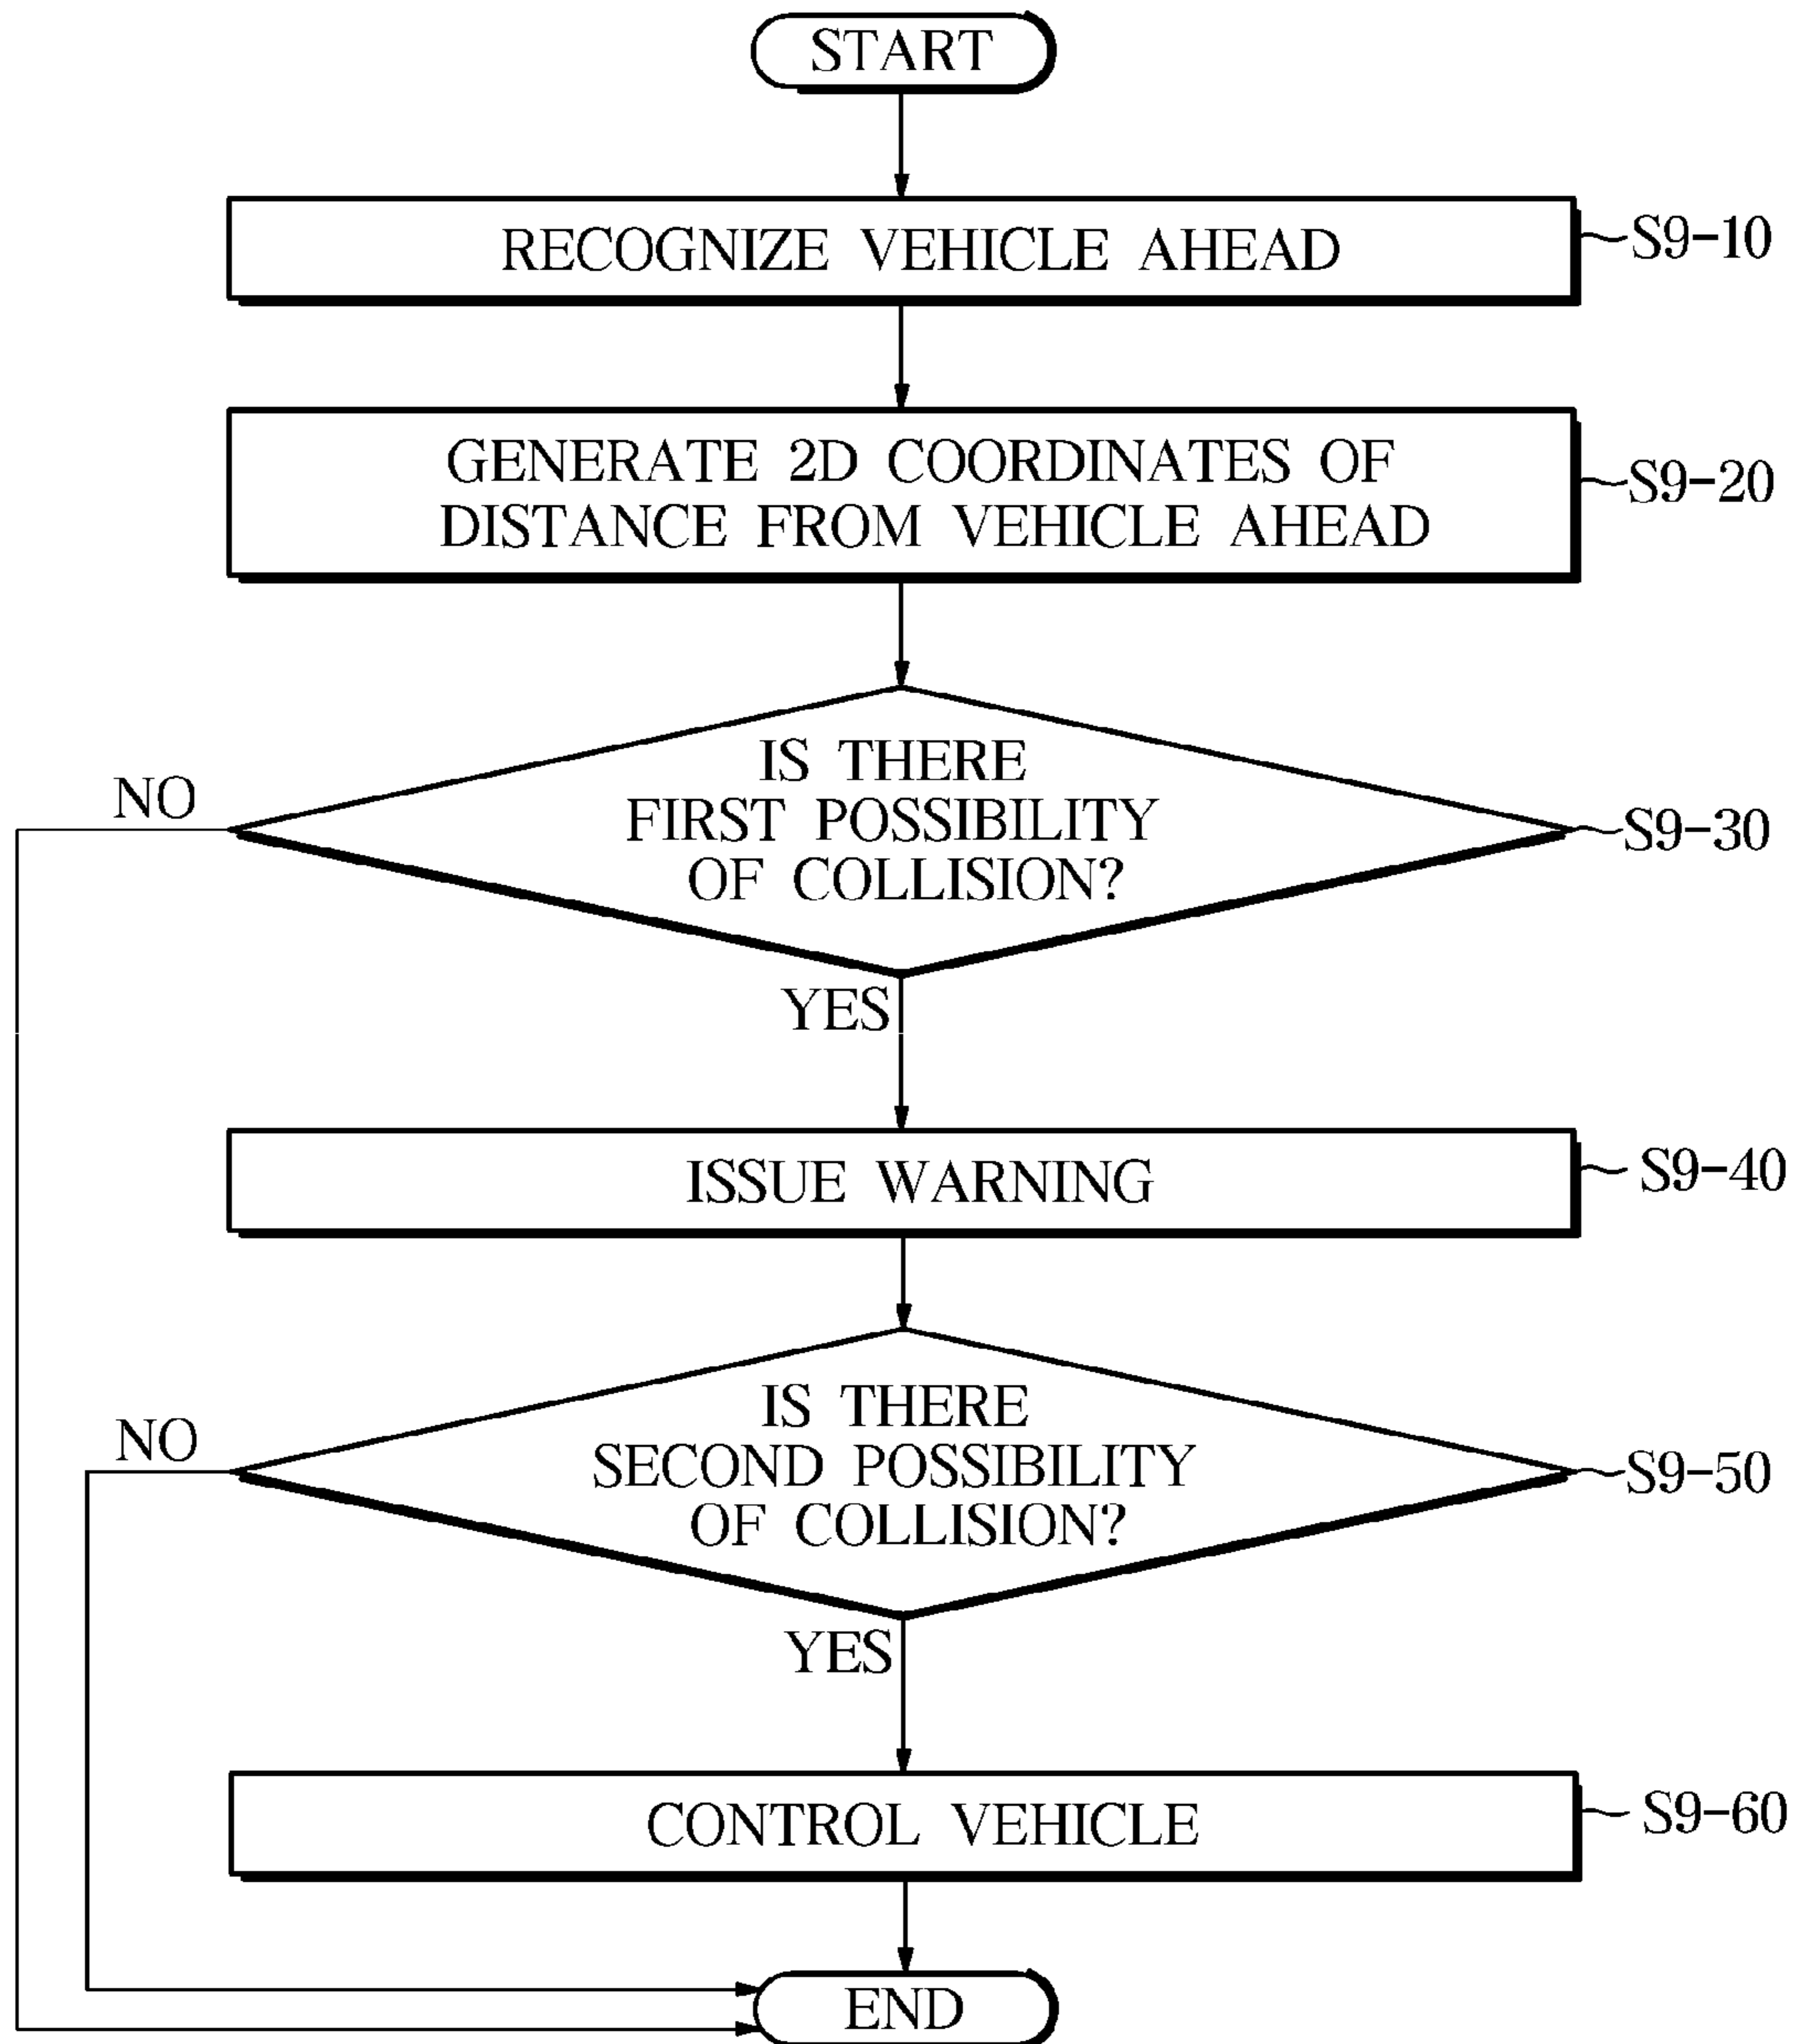 START
RECOGNIZE VEHICLE AHEAD
S9-10
GENERATE 2D COORDINATES OF
DISTANCE FROM VEHICLE AHEAD
S9-20
IS THERE
FIRST POSSIBILITY
OF COLLISION?
NO
S9-30
YES
ISSUE WARNING
S9-40
IS THERE
SECOND POSSIBILITY
OF COLLISION?
NO
S9-50
YES
CONTROL VEHICLE
S9-60
END